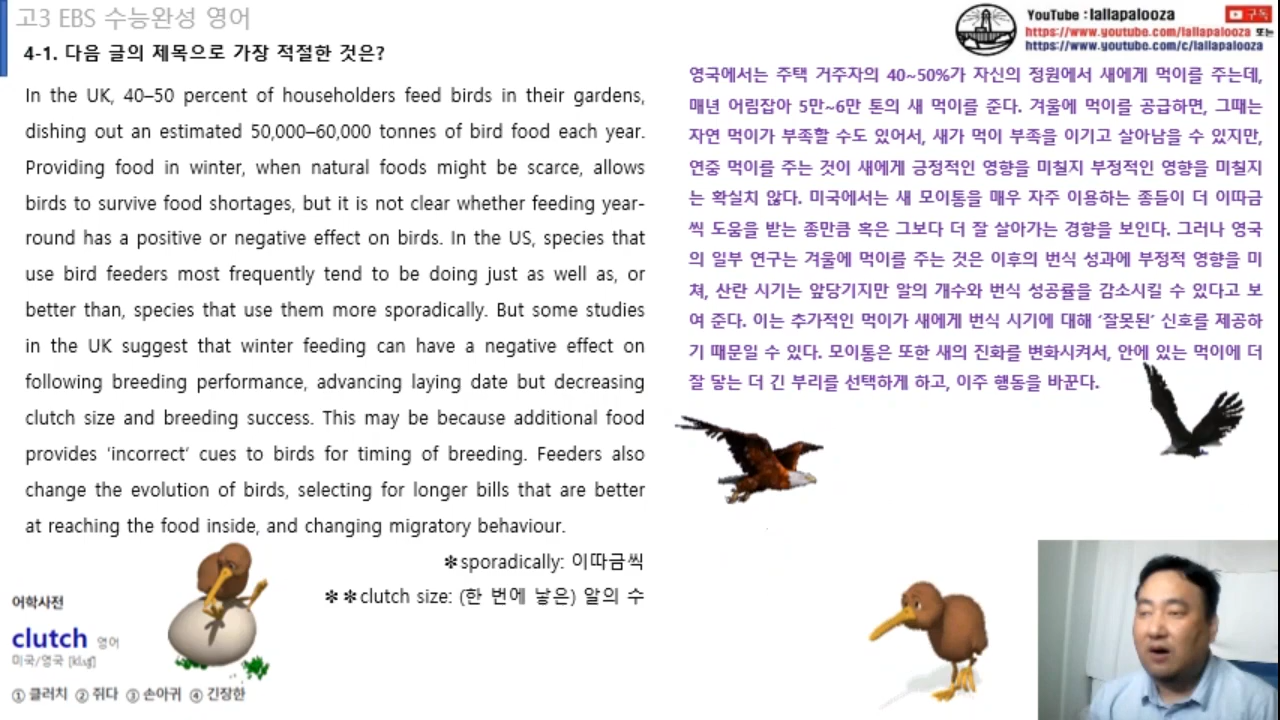 고3 EBS 수능완성 영어
4-1. 다음 글의 제목으로 가장 적절한 것은?
In the UK, 40–50 percent of householders feed birds in their gardens,
dishing out an estimated 50,000–60,000 tonnes of bird food each year.
Providing food in winter, when natural foods might be scarce, allows
birds to survive food shortages, but it is not clear whether feeding year-
round has a positive or negative effect on birds. In the US, species that
use bird feeders most frequently tend to be doing just as well as, or
better than, species that use them more sporadically. But some studies
in the UK suggest that winter feeding can have a negative effect on
following breeding performance, advancing laying date but decreasing
clutch size and breeding success. This may be because additional food
provides ‘incorrect’ cues to birds for timing of breeding. Feeders also
change the evolution of birds, selecting for longer bills that are better
at reaching the food inside, and changing migratory behaviour.
✻sporadically: 이따금씩
✻✻clutch size: (한 번에 낳은) 알의 수
어학사전
clutch 영어
미국/영국 [klʌtʃ]
① 클러치 ② 쥐다 ③ 손아귀 ④ 긴장한
YouTube : lallapalooza
구독
https://www.youtube.com/lallapalooza 또는
https://www.youtube.com/c/lallapalooza
영국에서는 주택 거주자의 40~50%가 자신의 정원에서 새에게 먹이를 주는데,
매년 어림잡아 5만~6만 톤의 새 먹이를 준다. 겨울에 먹이를 공급하면, 그때는
자연 먹이가 부족할 수도 있어서, 새가 먹이 부족을 이기고 살아남을 수 있지만,
연중 먹이를 주는 것이 새에게 긍정적인 영향을 미칠지 부정적인 영향을 미칠지
는 확실치 않다. 미국에서는 새 모이통을 매우 자주 이용하는 종들이 더 이따금
씩 도움을 받는 종만큼 혹은 그보다 더 잘 살아가는 경향을 보인다. 그러나 영국
의 일부 연구는 겨울에 먹이를 주는 것은 이후의 번식 성과에 부정적 영향을 미
쳐, 산란 시기는 앞당기지만 알의 개수와 번식 성공률을 감소시킬 수 있다고 보
여 준다. 이는 추가적인 먹이가 새에게 번식 시기에 대해 ‘잘못된’ 신호를 제공하
기 때문일 수 있다. 모이통은 또한 새의 진화를 변화시켜서, 안에 있는 먹이에 더
잘 닿는 더 긴 부리를 선택하게 하고, 이주 행동을 바꾼다.